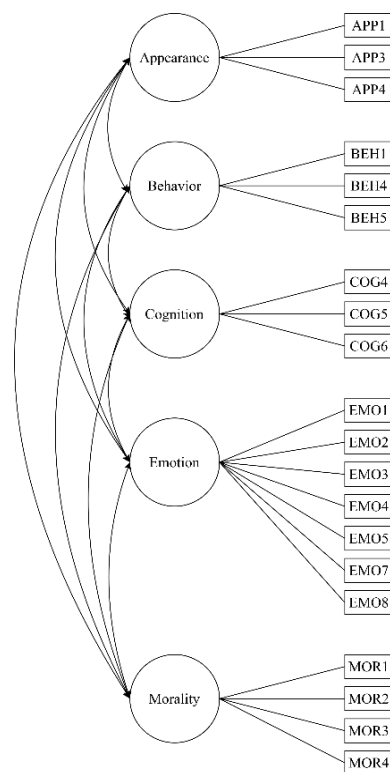 APP1
Appearance
APP3
APP4
BEH1
Behavior
BEH4
BEH5
COG4
Cognition
COG5
COG6
EMO1
EMO2
Emotion
EMO3
EMO4
EMO5
EMO7
EMO8
MOR1
Morality
MOR2
MOR3
MOR4